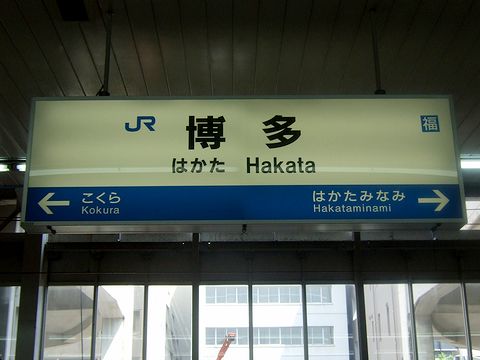 JR 博多 福
はかた Hakata
← こくら はかたみなみ →
Kokura Hakataminami